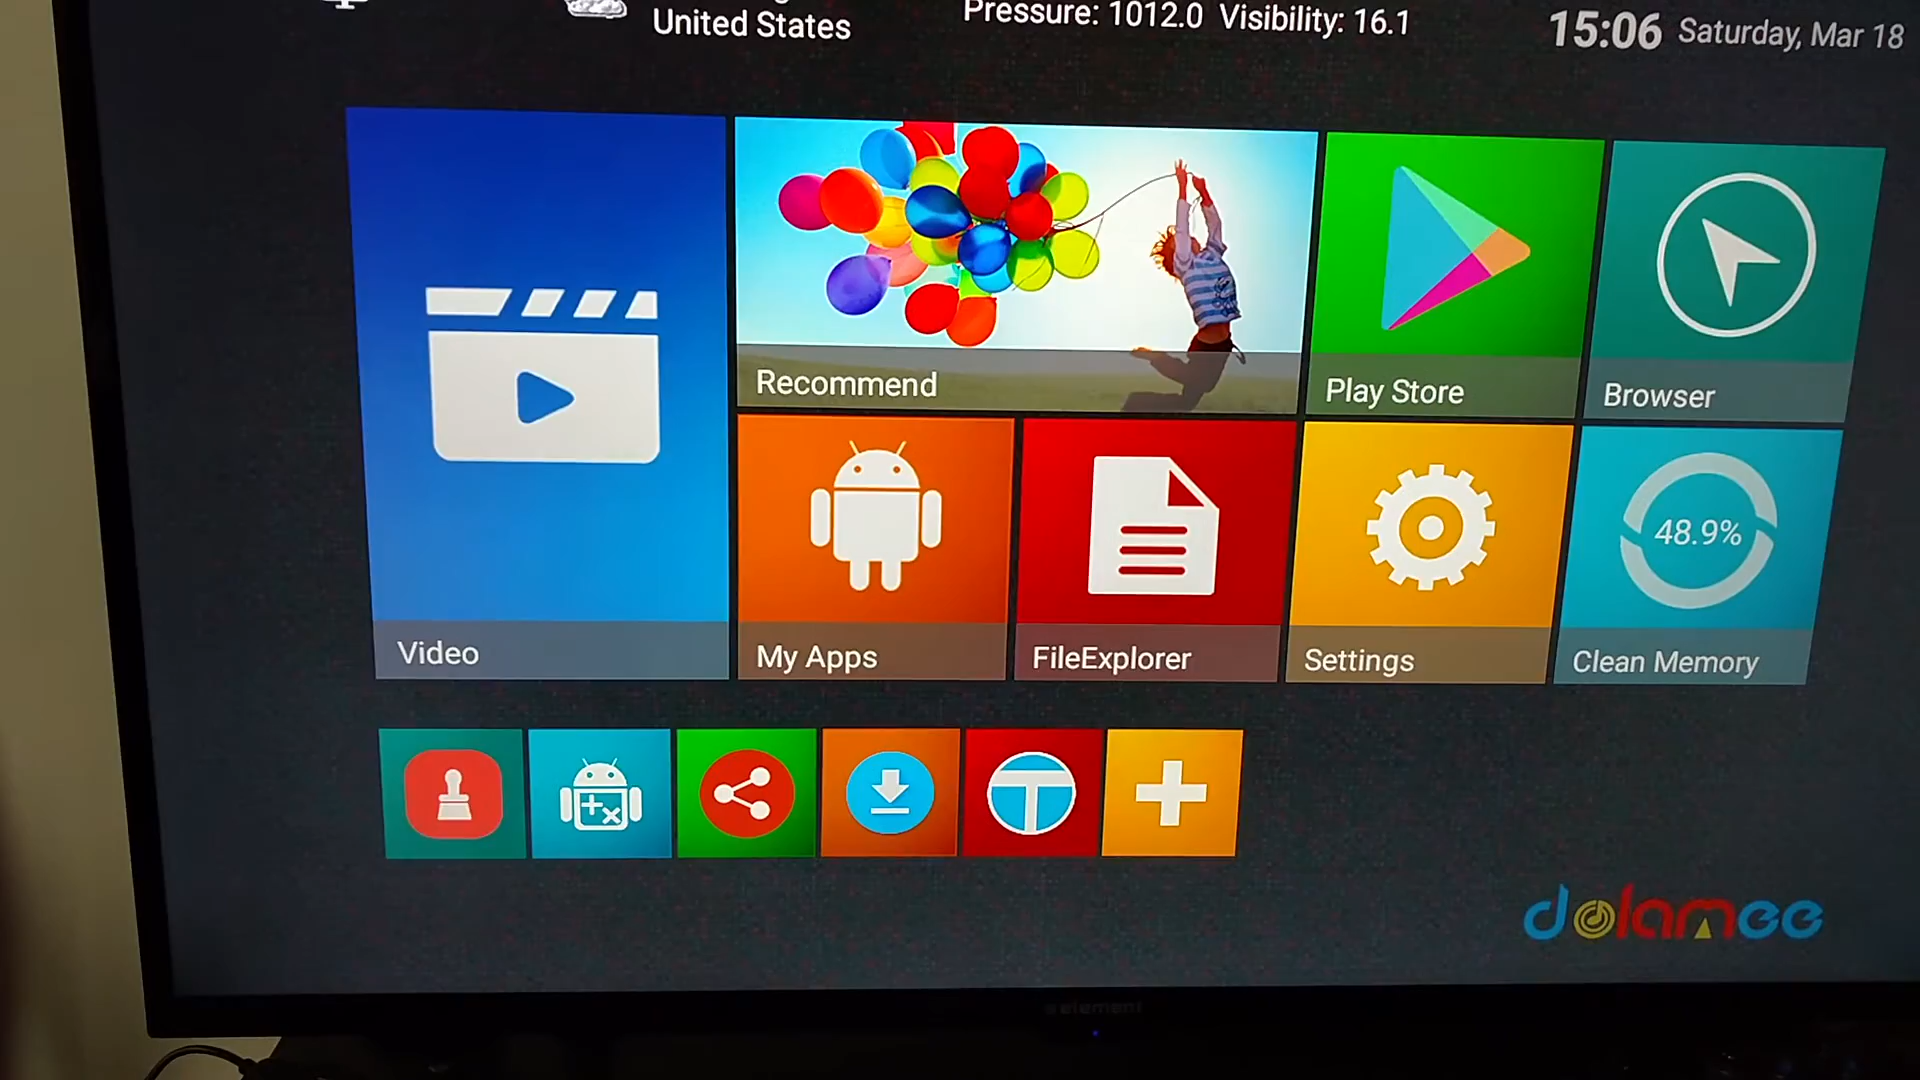 United States
Pressure: 1012.0 Visibility: 16.1
15:06 Saturday, Mar 18
Recommend
Play Store
Browser
48.9%
Video
My Apps
FileExplorer
Settings
Clean Memory
dolamee
element